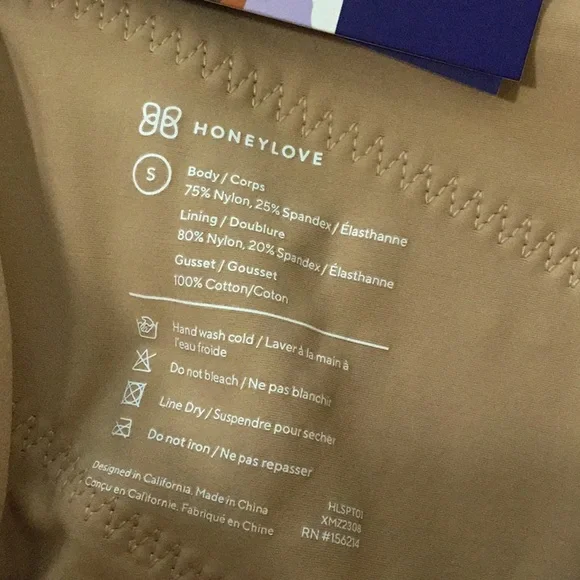 HONEYLOVE
S
Body / Corps
75% Nylon, 25% Spandex / Élasthanne
Lining / Doublure
80% Nylon, 20% Spandex / Élasthanne
Gusset / Gousset
100% Cotton/Coton
Hand wash cold / Laver à la main à
l'eau froide
Do not bleach / Ne pas blanchir
Line Dry / Suspendre pour secher
Do not iron / Ne pas repasser
Designed in California. Made in China
Conçu en Californie. Fabriqué en Chine
HLSPT01
XMZ2308
RN #156214